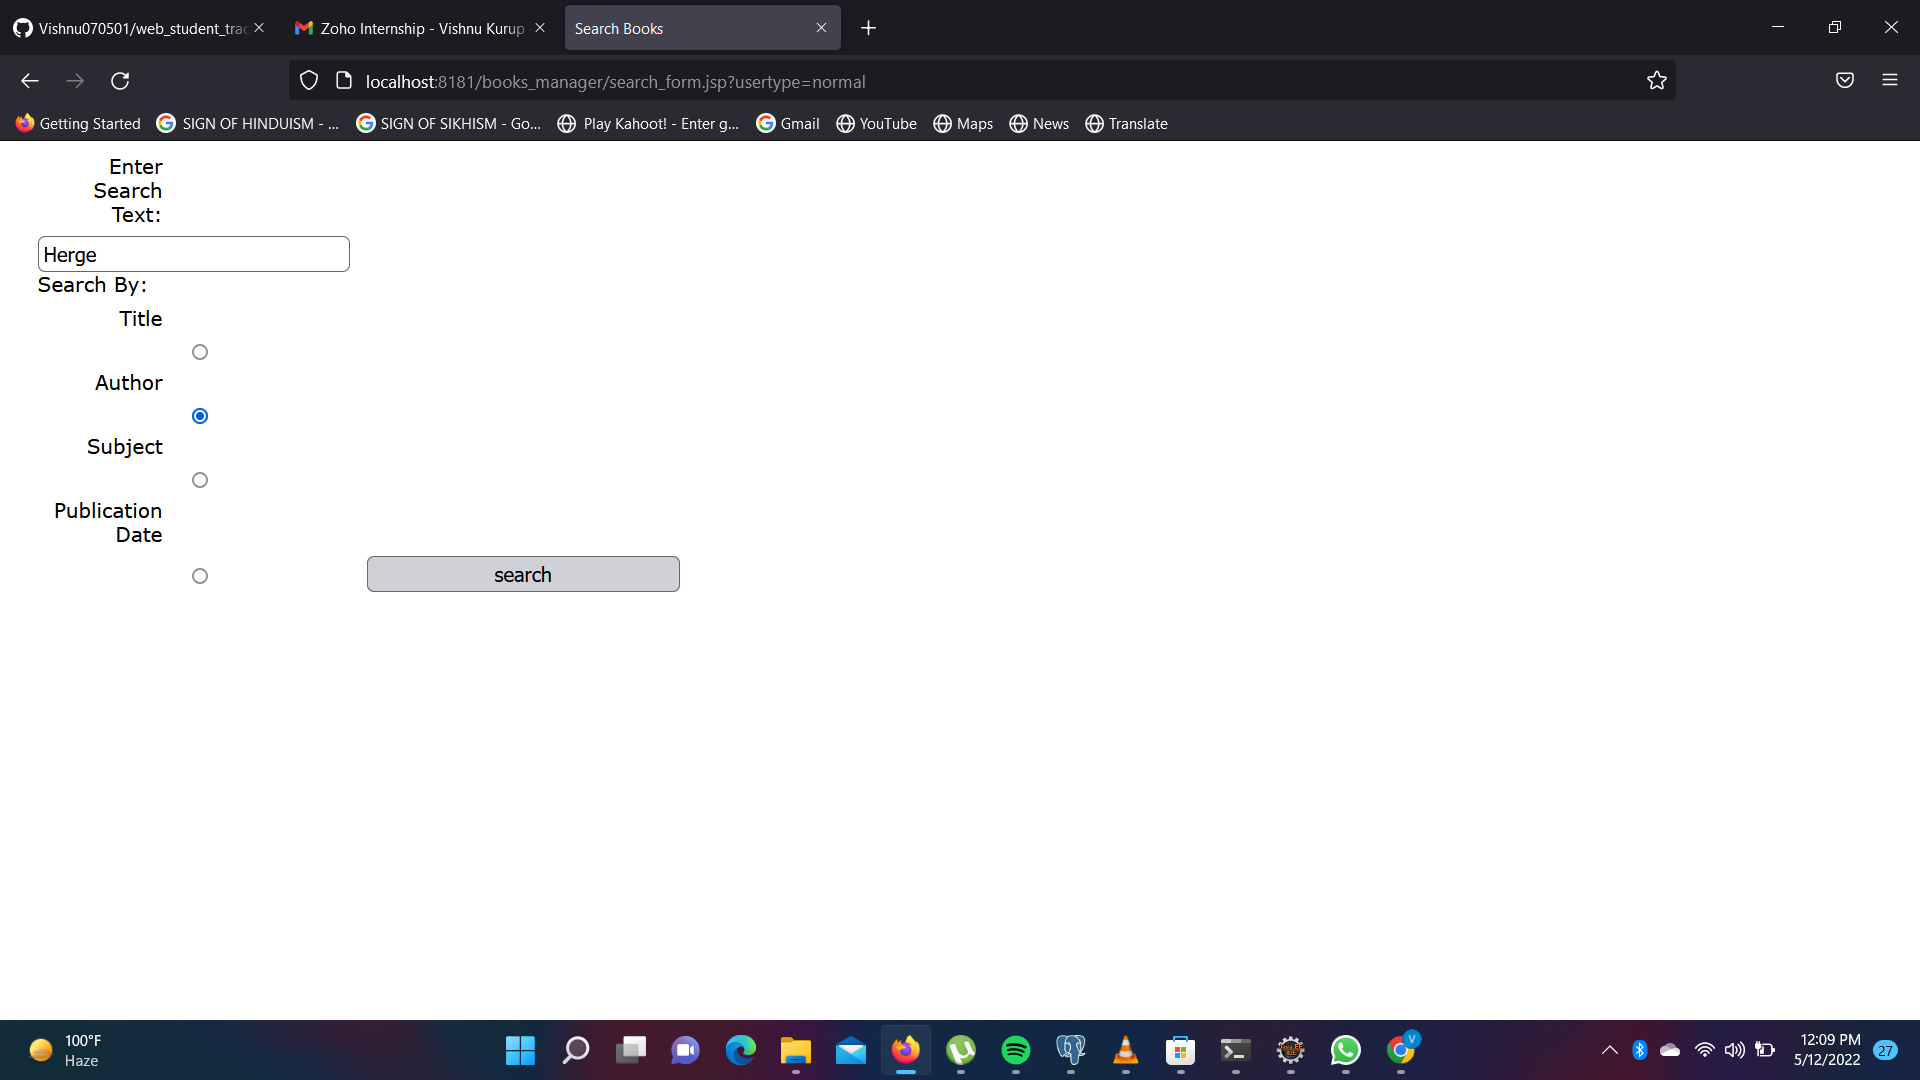 Vishnu070501/web_student_trac
Zoho Internship - Vishnu Kurup
Search Books
localhost:8181/books_manager/search_form.jsp?usertype=normal
Getting Started
SIGN OF HINDUISM - ...
SIGN OF SIKHISM - Go...
Play Kahoot! - Enter g...
Gmail
YouTube
Maps
News
Translate
Enter
Search
Text:
Herge
Search By:
Title
Author
Subject
Publication
Date
search
100°F
Haze
V
12:09 PM
5/12/2022
27